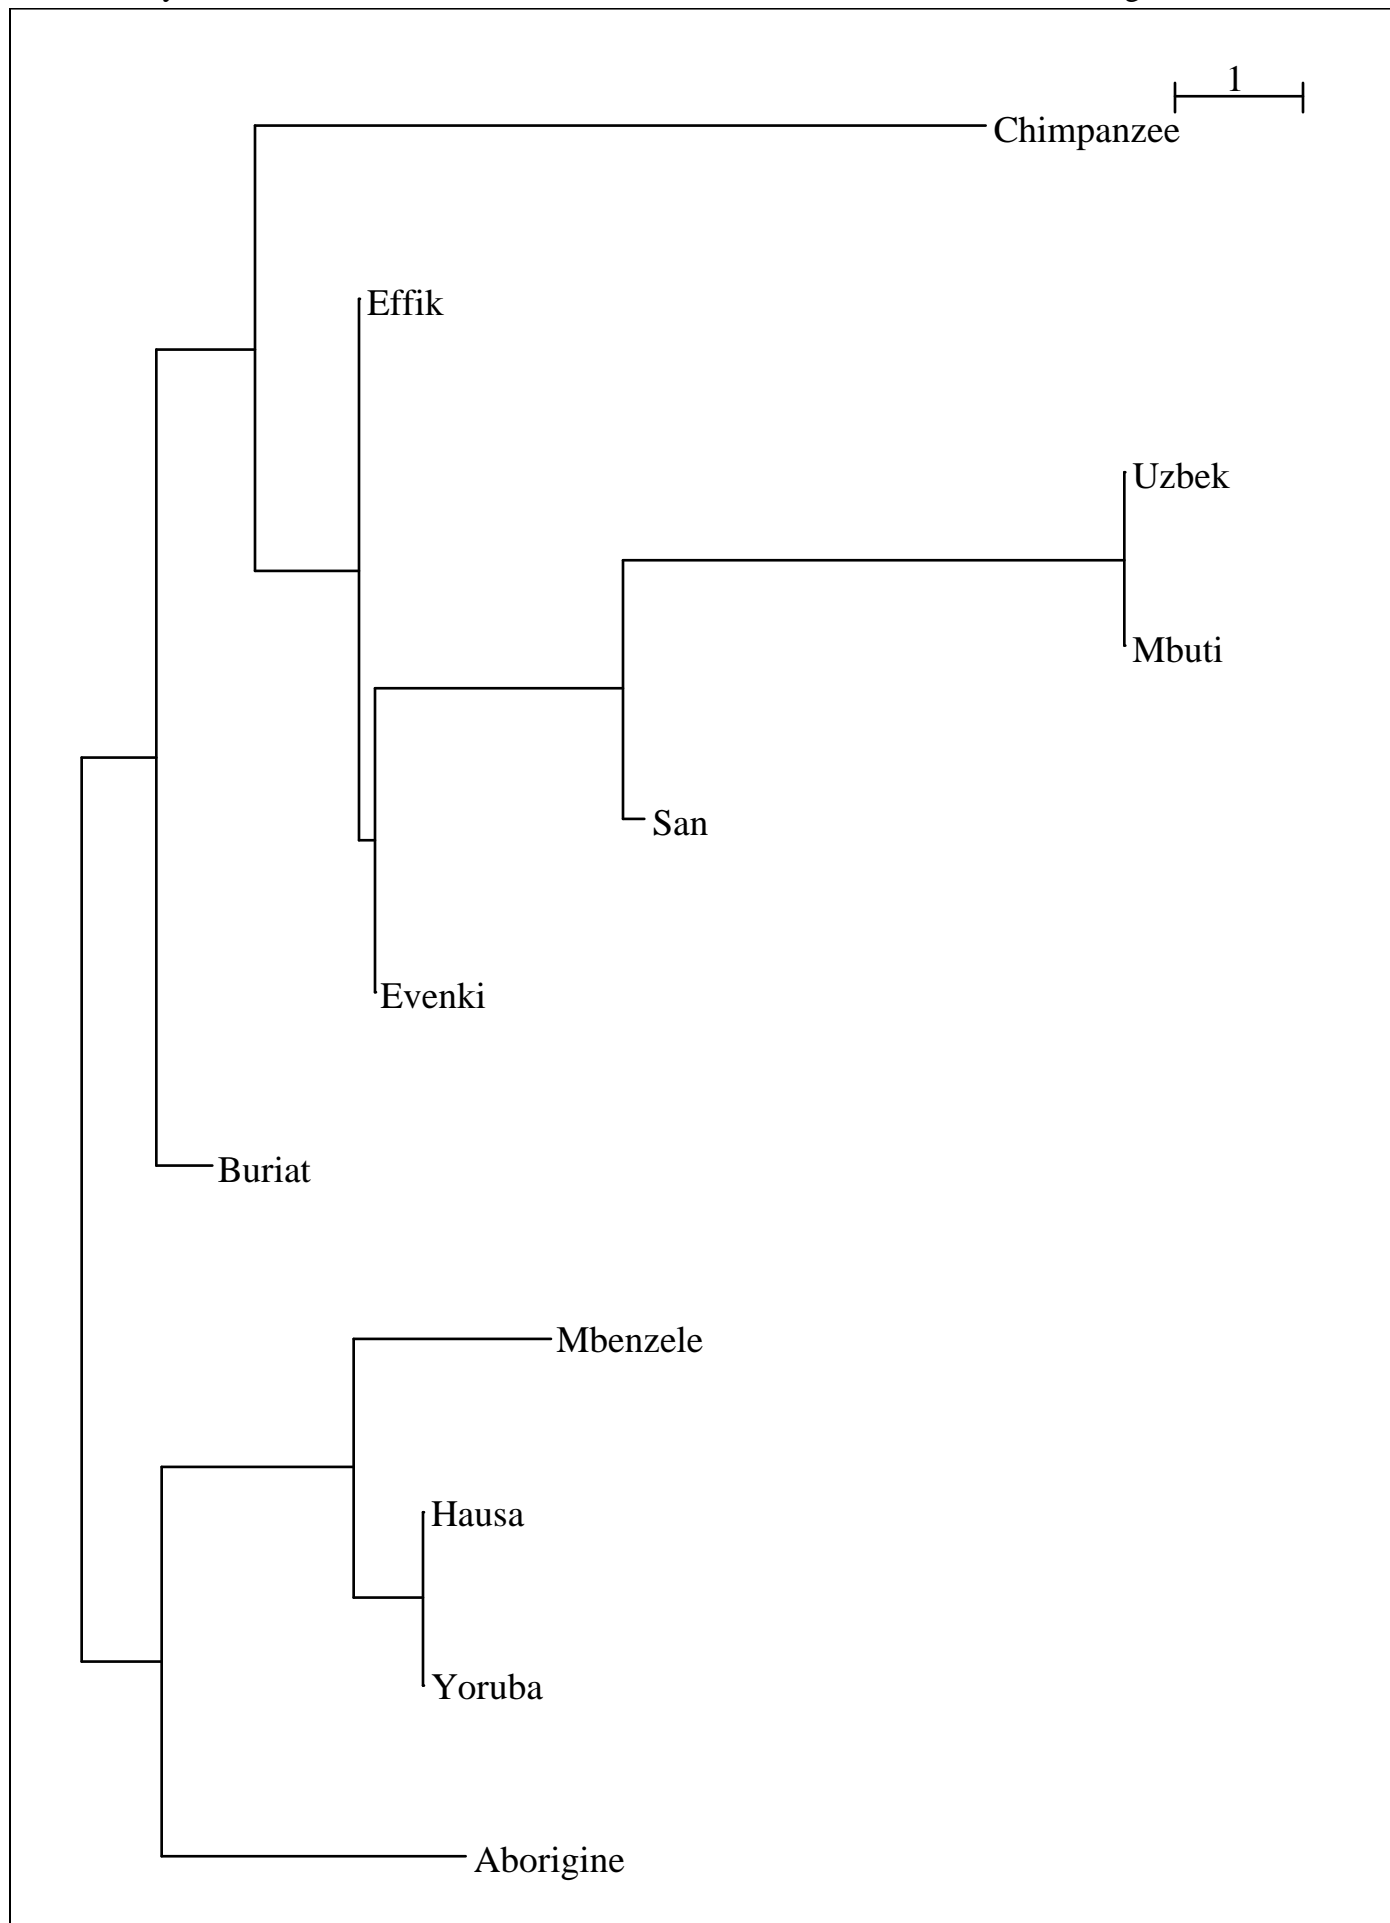 1
Chimpanzee
Effik
Uzbek
Mbuti
San
Evenki
Buriat
Mbenzele
Hausa
Yoruba
Aborigine